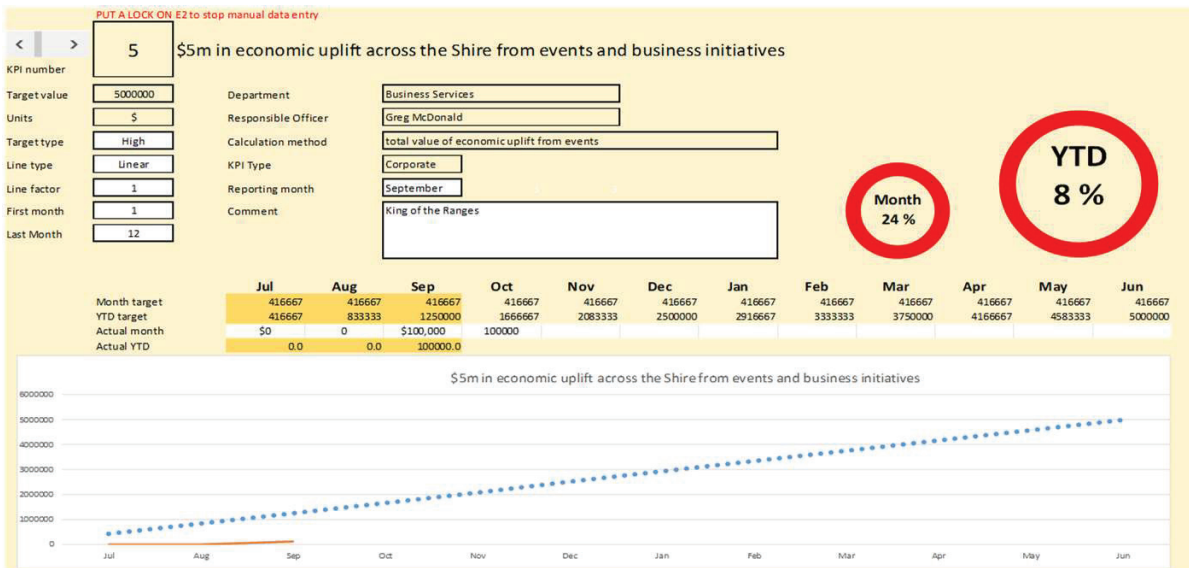 PUT A LOCK ON E2 to stop manual data entry
< >
KPI number
5
$5m in economic uplift across the Shire from events and business initiatives
Target value 5000000 Department Business Services
Units $ Responsible Officer Greg McDonald
Target type High Calculation method total value of economic uplift from events
Line type Linear KPI Type Corporate
Line factor 1 Reporting month September
First month 1 Comment King of the Ranges
Last Month 12
Month
24 %
YTD
8 %
Jul Aug Sep Oct Nov Dec Jan Feb Mar Apr May Jun
Month target 416667 416667 416667 416667 416667 416667 416667 416667 416667 416667 416667 416667
YTD target 416667 833333 1250000 1666667 2083333 2500000 2916667 3333333 3750000 4166667 4583333 5000000
Actual month $0 0 $100,000 100000
Actual YTD 0.0 0.0 100000.0
$5m in economic uplift across the Shire from events and business initiatives
6000000
5000000
4000000
3000000
2000000
1000000
0
Jul Aug Sep Oct Nov Dec Jan Feb Mar Apr May Jun